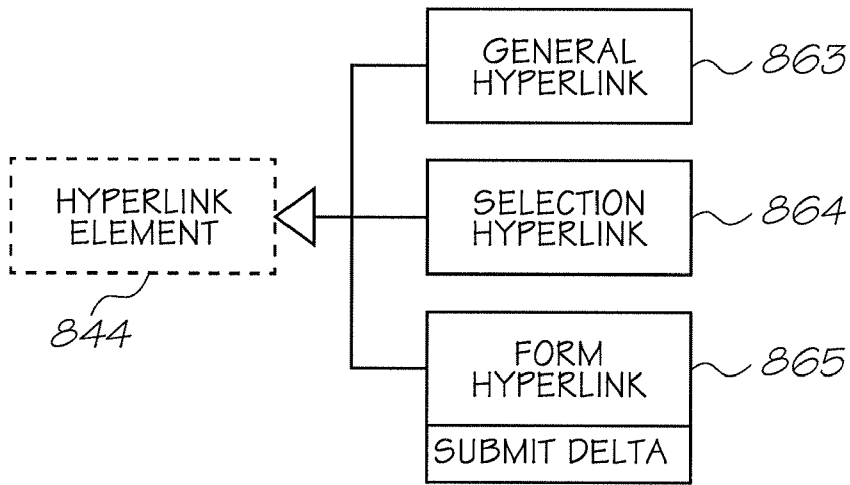 GENERAL
HYPERLINK
863
HYPERLINK
ELEMENT
844
SELECTION
HYPERLINK
864
FORM
HYPERLINK
865
SUBMIT DELTA